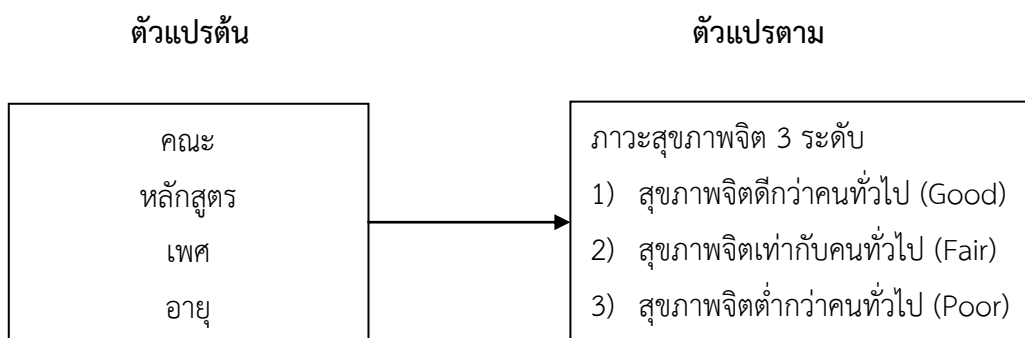 ตัวแปรต้น
ตัวแปรตาม
คณะ
หลักสูตร
เพศ
อายุ
ภาวะสุขภาพจิต 3 ระดับ
1) สุขภาพจิตดีกว่าคนทั่วไป (Good)
2) สุขภาพจิตเท่ากับคนทั่วไป (Fair)
3) สุขภาพจิตต่ำกว่าคนทั่วไป (Poor)